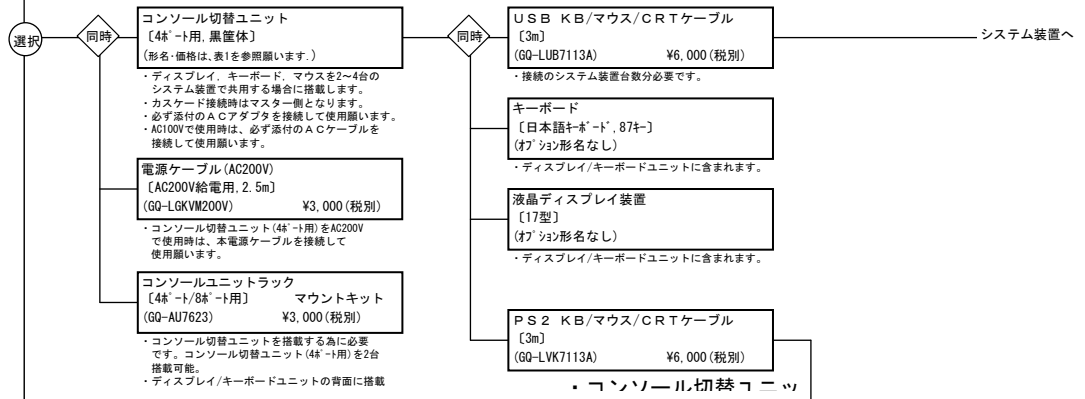 選択
同時
コンソール切替ユニット
〔4ﾎﾟｰﾄ用,黒筐体〕
(形名・価格は、表1を参照願います.)
・ディスプレイ, キーボード, マウスを2～4台の
システム装置で共用する場合に搭載します。
・カスケード接続時はマスター側となります。
・必ず添付のＡＣアダプタを接続して使用願います。
・AC100Vで使用時は、必ず添付のＡＣケーブルを
接続して使用願います。
電源ケーブル(AC200V)
〔AC200V給電用,2.5m〕
(GQ-LGKVM200V) ¥3,000(税別)
・コンソール切替ユニット(4ﾎﾟｰﾄ用)をAC200V
で使用時は、本電源ケーブルを接続して
使用願います。
コンソールユニットラック
〔4ﾎﾟｰﾄ/8ﾎﾟｰﾄ用〕 マウントキット
(GQ-AU7623) ¥3,000(税別)
・コンソール切替ユニットを搭載する為に必要
です。コンソール切替ユニット(4ﾎﾟｰﾄ用)を2台
搭載可能。
・ディスプレイ/キーボードユニットの背面に搭載
同時
ＵＳＢ ＫＢ/マウス/ＣＲＴケーブル
〔3m〕
(GQ-LUB7113A) ¥6,000(税別)
・接続のシステム装置台数分必要です。
システム装置へ
キーボード
〔日本語ｷｰﾎﾞｰﾄﾞ,87ｷｰ〕
(ｵﾌﾟｼｮﾝ形名なし)
・ディスプレイ/キーボードユニットに含まれます。
液晶ディスプレイ装置
〔17型〕
(ｵﾌﾟｼｮﾝ形名なし)
・ディスプレイ/キーボードユニットに含まれます。
ＰＳ２ ＫＢ/マウス/ＣＲＴケーブル
〔3m〕
(GQ-LVK7113A) ¥6,000(税別)
・コンソール切替ユニッ